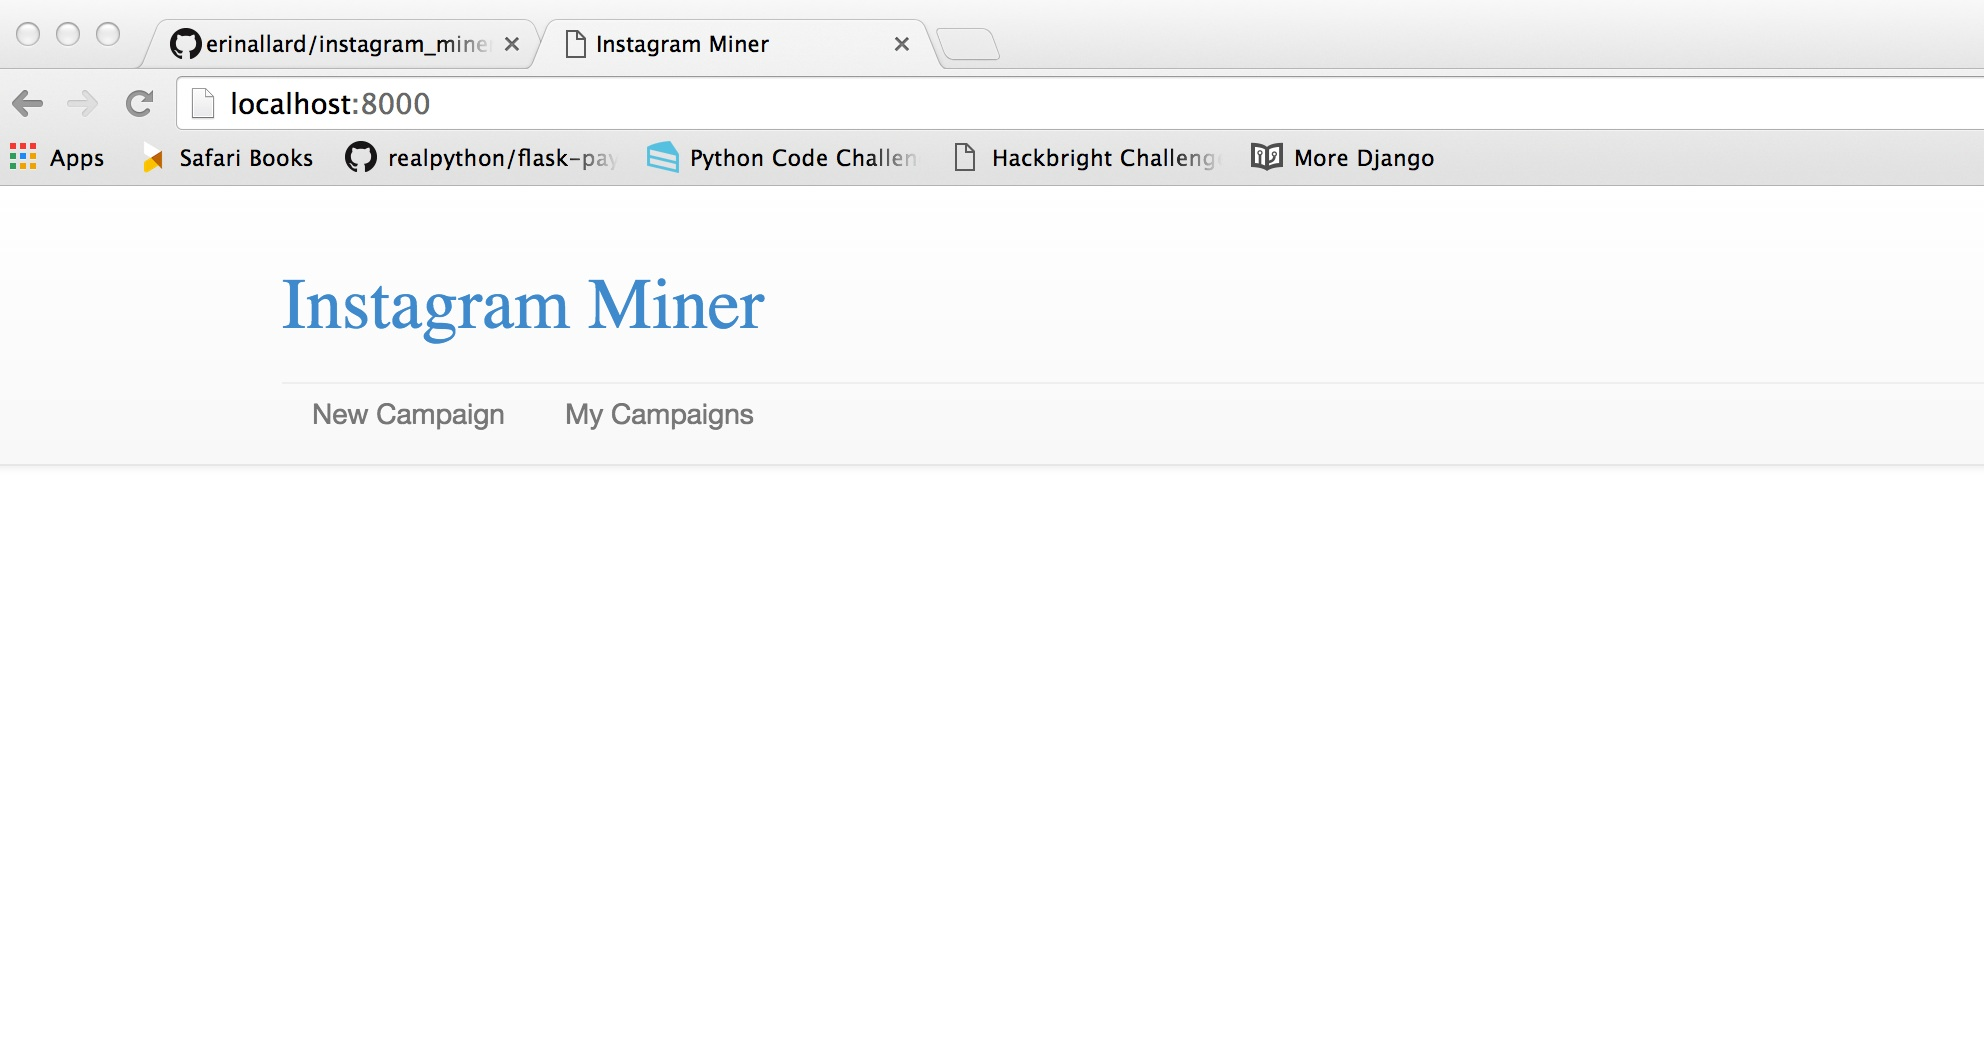 erinallard/instagram_mine
Instagram Miner
localhost:8000
Apps Safari Books realpython/flask-pay Python Code Challen Hackbright Challenge More Django
Instagram Miner
New Campaign My Campaigns